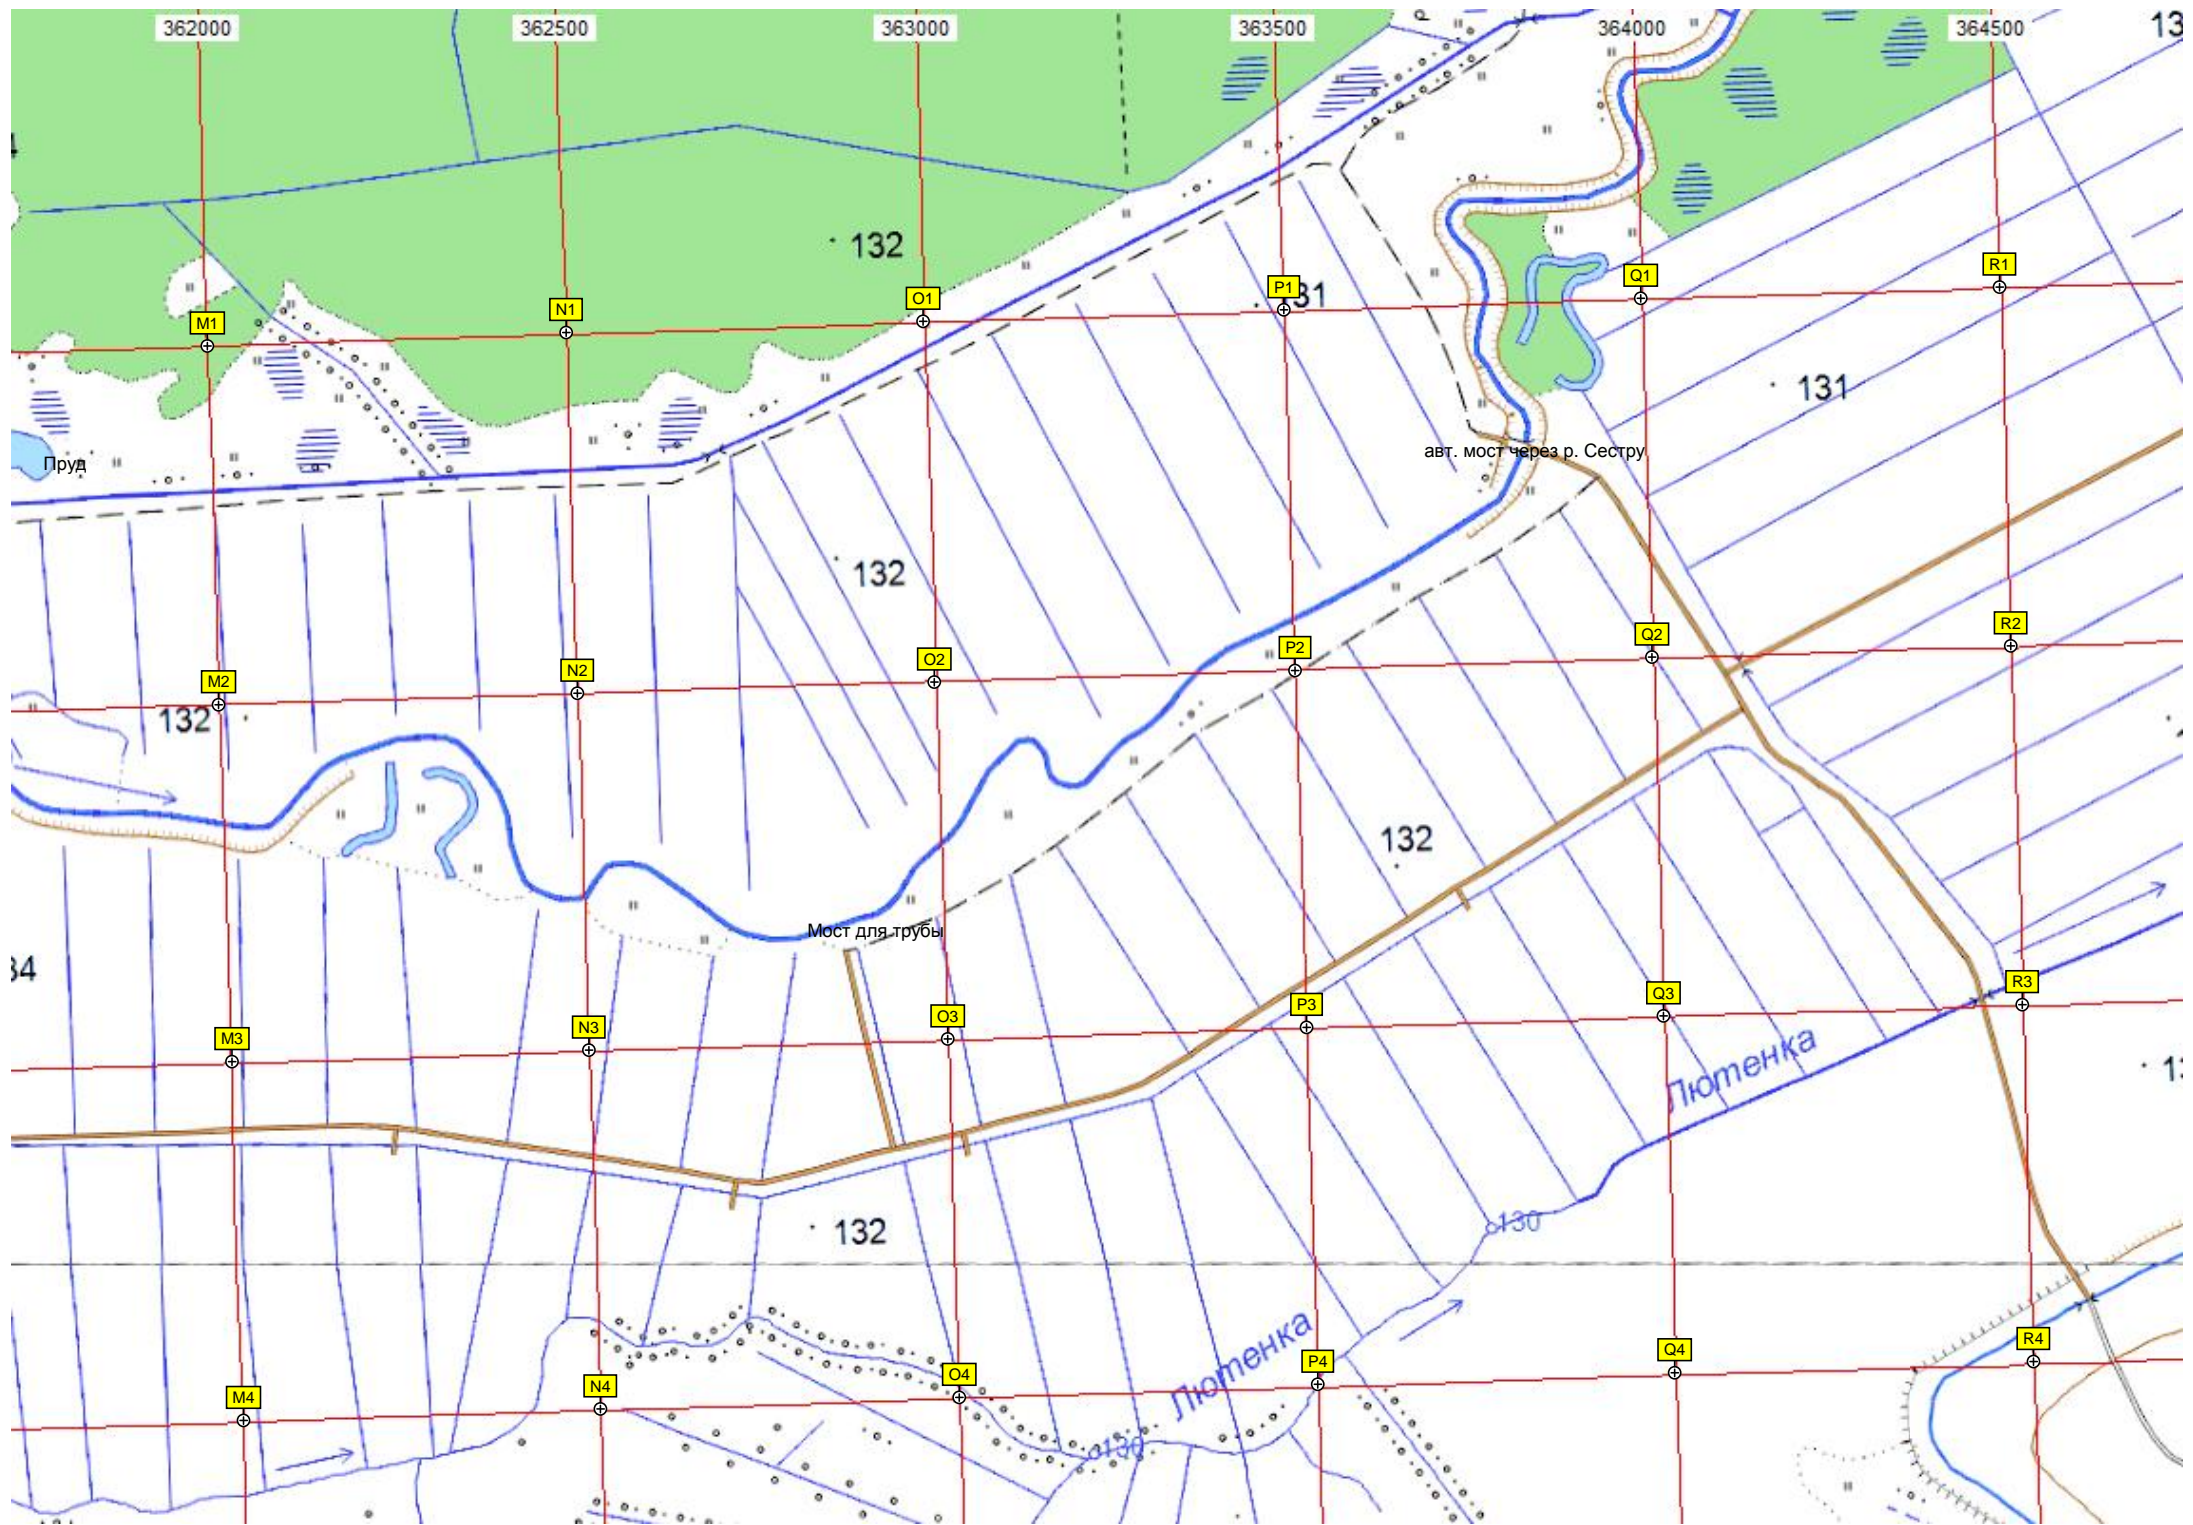 362000 362500 363000 363500 364000 364500
132
M1 N1 O1 P1 Q1 R1
131
Пруд
авт. мост через р. Сестру
132
M2 N2 O2 P2 Q2 R2
132
132
Мост для трубы
34
M3 N3 O3 P3 Q3 R3
Лютенка
132
130
Лютенка
M4 N4 O4 P4 Q4 R4
130